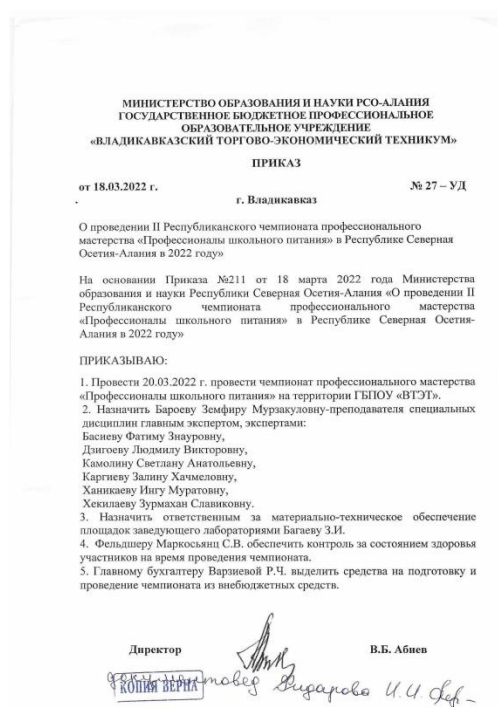 МИНИСТЕРСТВО ОБРАЗОВАНИЯ И НАУКИ РСО-АЛАНИЯ
ГОСУДАРСТВЕННОЕ БЮДЖЕТНОЕ ПРОФЕССИОНАЛЬНОЕ
ОБРАЗОВАТЕЛЬНОЕ УЧРЕЖДЕНИЕ
«ВЛАДИКАВКАЗСКИЙ ТОРГОВО-ЭКОНОМИЧЕСКИЙ ТЕХНИКУМ»
ПРИКАЗ
от 18.03.2022 г. № 27 – УД
г. Владикавказ
О проведении II Республиканского чемпионата профессионального
мастерства «Профессионалы школьного питания» в Республике Северная
Осетия-Алания в 2022 году»
На основании Приказа №211 от 18 марта 2022 года Министерства
образования и науки Республики Северная Осетия-Алания «О проведении II
Республиканского чемпионата профессионального мастерства
«Профессионалы школьного питания» в Республике Северная Осетия-
Алания в 2022 году»
ПРИКАЗЫВАЮ:
1. Провести 20.03.2022 г. провести чемпионат профессионального мастерства
«Профессионалы школьного питания» на территории ГБПОУ «ВТЭТ».
2. Назначить Бароеву Земфиру Мурзакуловну-преподавателя специальных
дисциплин главным экспертом, экспертами:
Басиеву Фатиму Знауровну,
Дзигоеву Людмилу Викторовну,
Камолину Светлану Анатольевну,
Каргиеву Залину Хачмеловну,
Ханикаеву Ингу Муратовну,
Хекилаеву Зурмахан Славиковну.
3. Назначить ответственным за материально-техническое обеспечение
площадок заведующего лабораториями Багаеву З.И.
4. Фельдшеру Маркосьянц С.В. обеспечить контроль за состоянием здоровья
участников на время проведения чемпионата.
5. Главному бухгалтеру Варзиевой Р.Ч. выделить средства на подготовку и
проведение чемпионата из внебюджетных средств.
Директор В.Б. Абиев
КОПИЯ ВЕРНА
документовед Дидарова И.И.